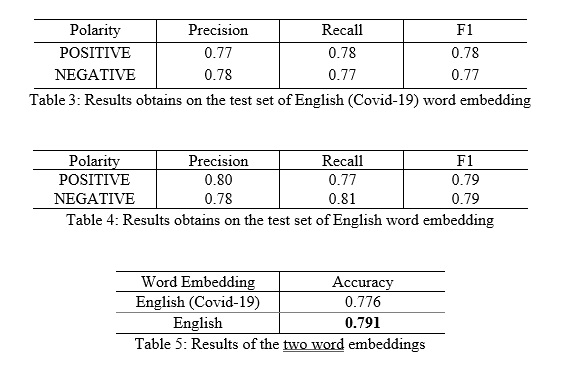 Polarity Precision Recall F1
POSITIVE 0.77 0.78 0.78
NEGATIVE 0.78 0.77 0.77
Table 3: Results obtains on the test set of English (Covid-19) word embedding
Polarity Precision Recall F1
POSITIVE 0.80 0.77 0.79
NEGATIVE 0.78 0.81 0.79
Table 4: Results obtains on the test set of English word embedding
Word Embedding Accuracy
English (Covid-19) 0.776
English 0.791
Table 5: Results of the two word embeddings